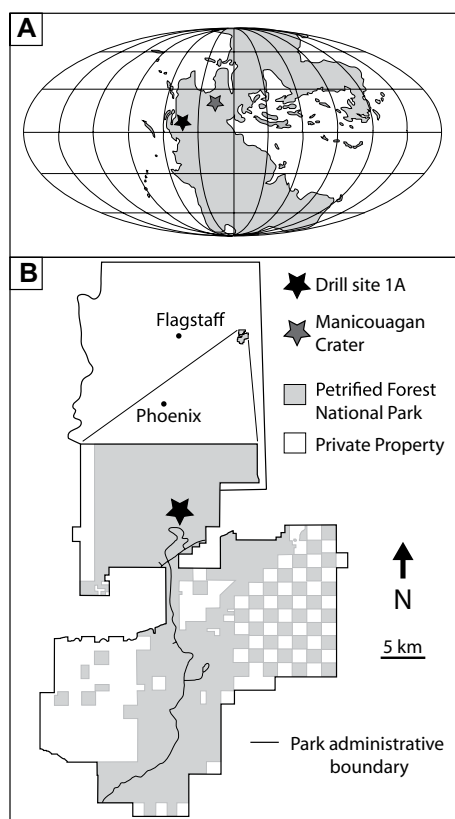 A
B
Drill site 1A
Flagstaff
Manicouagan
Crater
Phoenix
Petrified Forest
National Park
Private Property
N
5 km
Park administrative
boundary